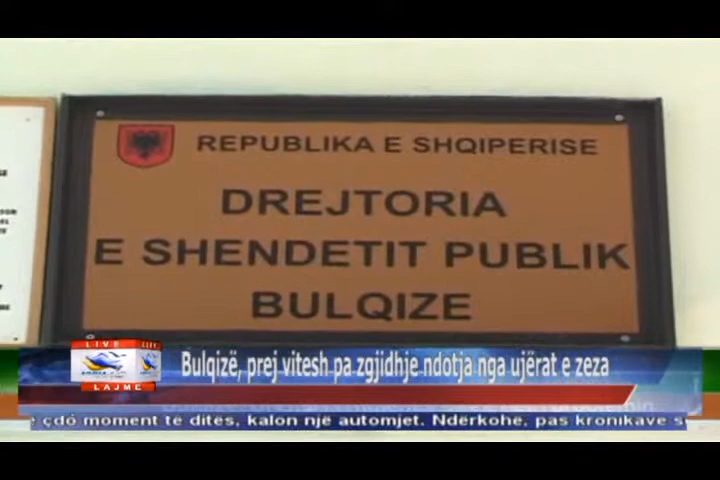 REPUBLIKA E SHQIPERISE
DREJTORIA
E SHENDETIT PUBLIK
BULQIZE
LIVE
LAJME
Bulqizë, prej vitesh pa zgjidhje ndotja nga ujërat e zeza
çdo moment të ditës, kalon një automjet. Ndërkohë, pas kronikave s